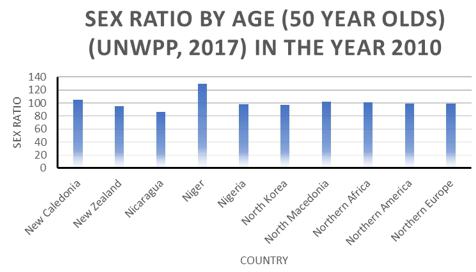 SEX RATIO BY AGE (50 YEAR OLDS)
(UNWPP, 2017) IN THE YEAR 2010
140
120
100
80
60
40
20
0
SEX RATIO
New Caledonia
New Zealand
Nicaragua
Niger
Nigeria
North Korea
North Macedonia
Northern Africa
Northern America
Northern Europe
COUNTRY